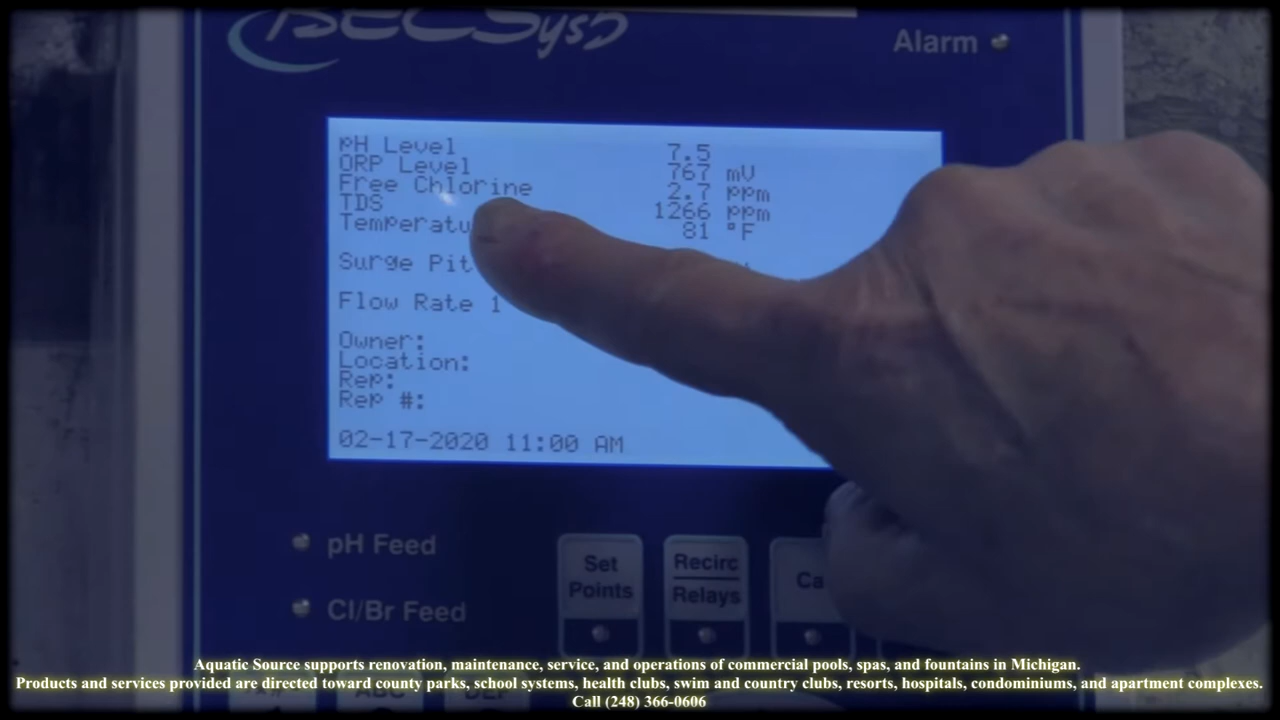 BECSys5
Alarm
pH Level 7.5
ORP Level 767 mV
Free Chlorine 2.7 ppm
TDS 1266 ppm
81 °F
Surge Pit
Flow Rate 1
Owner:
Location:
Rep:
Rep #:
02-17-2020 11:00 AM
pH Feed
Cl/Br Feed
Set
Points
Recirc
Relays
Aquatic Source supports renovation, maintenance, service, and operations of commercial pools, spas, and fountains in Michigan.
Products and services provided are directed toward county parks, school systems, health clubs, swim and country clubs, resorts, hospitals, condominiums, and apartment complexes.
Call (248) 366-0606